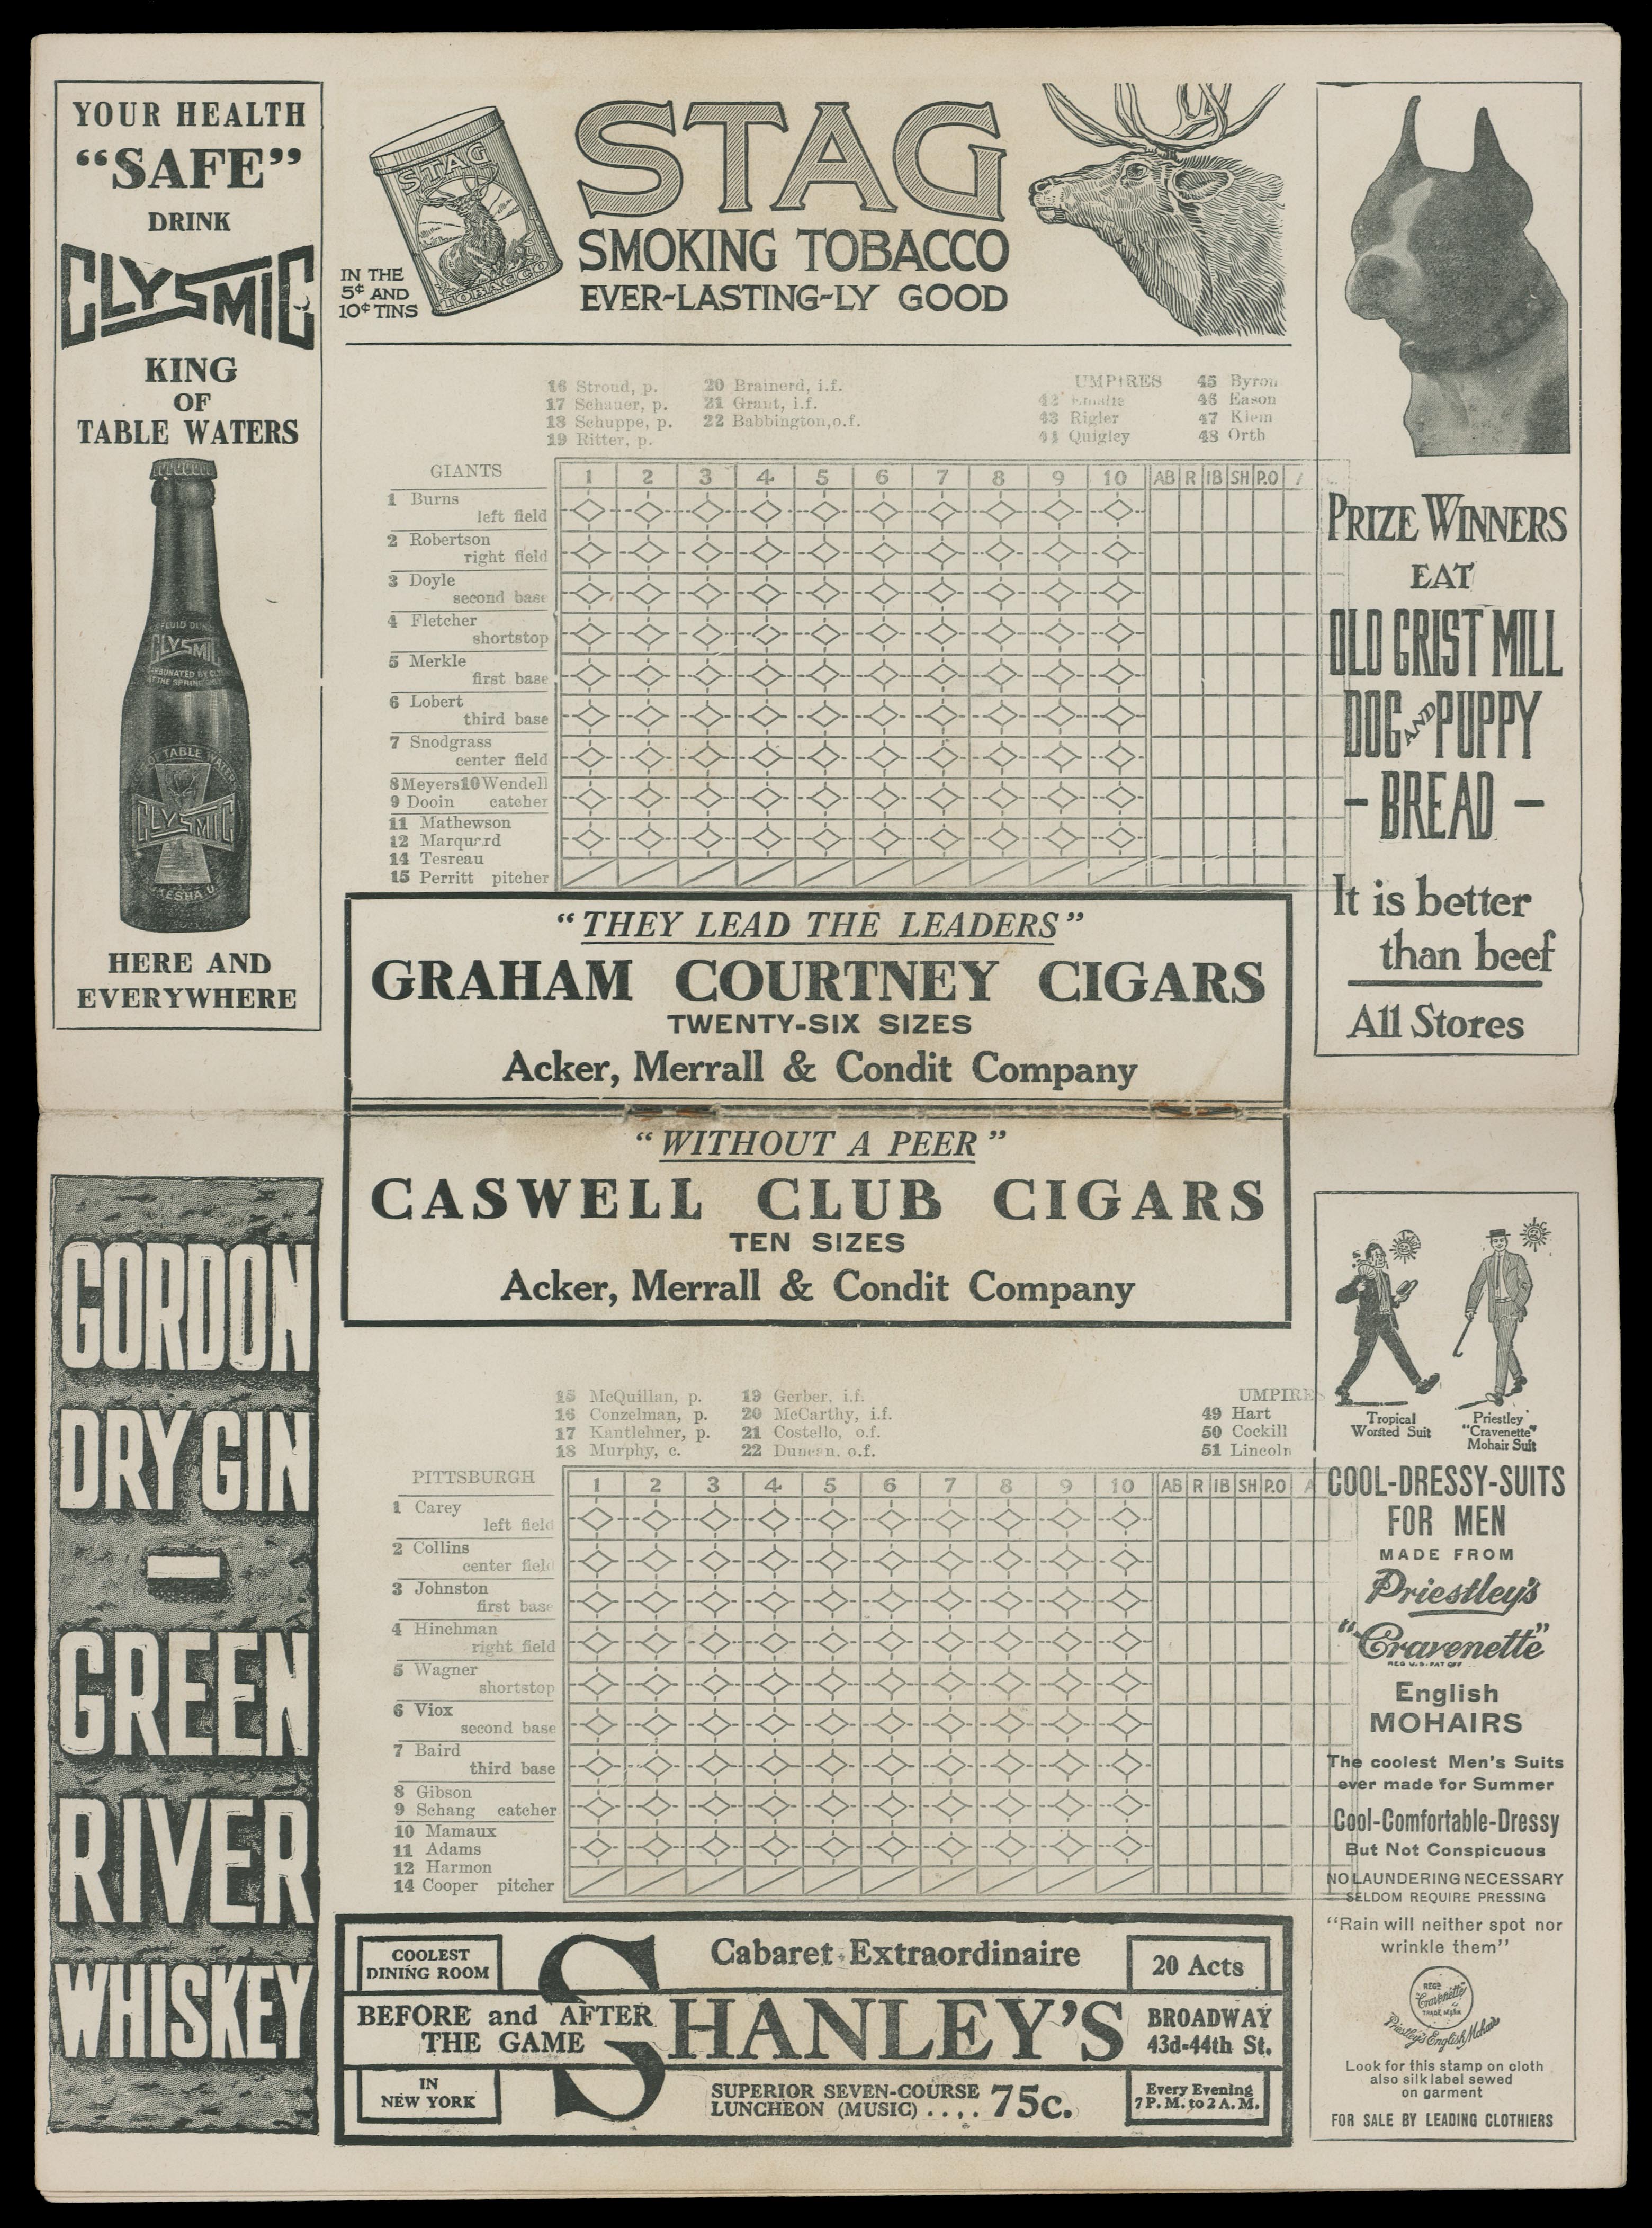 YOUR HEALTH
"SAFE"
DRINK
CLYSMIC
KING
OF
TABLE WATERS
CLYSMIC
TABLE WATER
CLYSMIC
HERE AND
EVERYWHERE
STAG
TOBACCO
IN THE
5¢ AND
10¢ TINS
STAG
SMOKING TOBACCO
EVER-LASTING-LY GOOD
16 Stroud, p. 20 Brainerd, i.f.
17 Schauer, p. 21 Grant, i.f.
18 Schuppe, p. 22 Babbington, o.f.
19 Ritter, p.
UMPIRES 45 Byron
42 46 Eason
43 Rigler 47 Klem
44 Quigley 48 Orth
GIANTS 1 2 3 4 5 6 7 8 9 10 AB R IB SH P.O A
1 Burns
left field
2 Robertson
right field
3 Doyle
second base
4 Fletcher
shortstop
5 Merkle
first base
6 Lobert
third base
7 Snodgrass
center field
8 Meyers 10 Wendell
9 Dooin catcher
11 Mathewson
12 Marquard
14 Tesreau
15 Perritt pitcher
PRIZE WINNERS
EAT
OLD GRIST MILL
DOG AND PUPPY
- BREAD -
It is better
than beef
All Stores
"THEY LEAD THE LEADERS"
GRAHAM COURTNEY CIGARS
TWENTY-SIX SIZES
Acker, Merrall & Condit Company
"WITHOUT A PEER"
CASWELL CLUB CIGARS
TEN SIZES
Acker, Merrall & Condit Company
GORDON
DRY GIN
-
GREEN
RIVER
WHISKEY
15 McQuillan, p. 19 Gerber, i.f.
16 Conzelman, p. 20 McCarthy, i.f.
17 Kantlehner, p. 21 Costello, o.f.
18 Murphy, c. 22 Duncan, o.f.
UMPIRES
49 Hart
50 Cockill
51 Lincoln
PITTSBURGH 1 2 3 4 5 6 7 8 9 10 AB R IB SH P.O A
1 Carey
left field
2 Collins
center field
3 Johnston
first base
4 Hinchman
right field
5 Wagner
shortstop
6 Viox
second base
7 Baird
third base
8 Gibson
9 Schang catcher
10 Mamaux
11 Adams
12 Harmon
14 Cooper pitcher
Tropical
Worsted Suit
Priestley
"Cravenette"
Mohair Suit
COOL-DRESSY-SUITS
FOR MEN
MADE FROM
Priestley's
"Cravenette"
REG U.S. PAT OFF
English
MOHAIRS
The coolest Men's Suits
ever made for Summer
Cool-Comfortable-Dressy
But Not Conspicuous
NO LAUNDERING NECESSARY
SELDOM REQUIRE PRESSING
"Rain will neither spot nor
wrinkle them"
REGD
Cravenette
TRADE MARK
Priestley's English Mohairs
Look for this stamp on cloth
also silk label sewed
on garment
FOR SALE BY LEADING CLOTHIERS
COOLEST
DINING ROOM
Cabaret Extraordinaire
20 Acts
BEFORE and AFTER
THE GAME
SHANLEY'S
BROADWAY
43d-44th St.
IN
NEW YORK
SUPERIOR SEVEN-COURSE
LUNCHEON (MUSIC) .... 75c.
Every Evening
7 P. M. to 2 A. M.